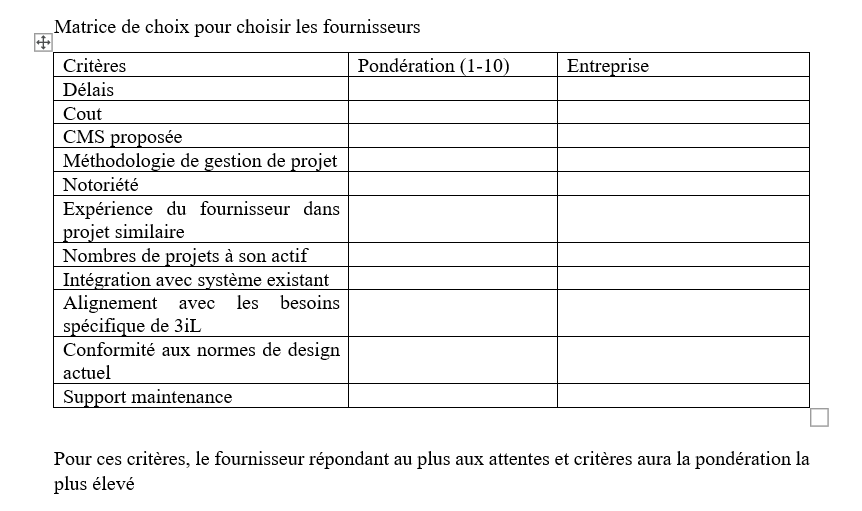 Matrice de choix pour choisir les fournisseurs
Critères Pondération (1-10) Entreprise
Délais
Cout
CMS proposée
Méthodologie de gestion de projet
Notoriété
Expérience du fournisseur dans
projet similaire
Nombres de projets à son actif
Intégration avec système existant
Alignement avec les besoins
spécifique de 3iL
Conformité aux normes de design
actuel
Support maintenance
Pour ces critères, le fournisseur répondant au plus aux attentes et critères aura la pondération la
plus élevé